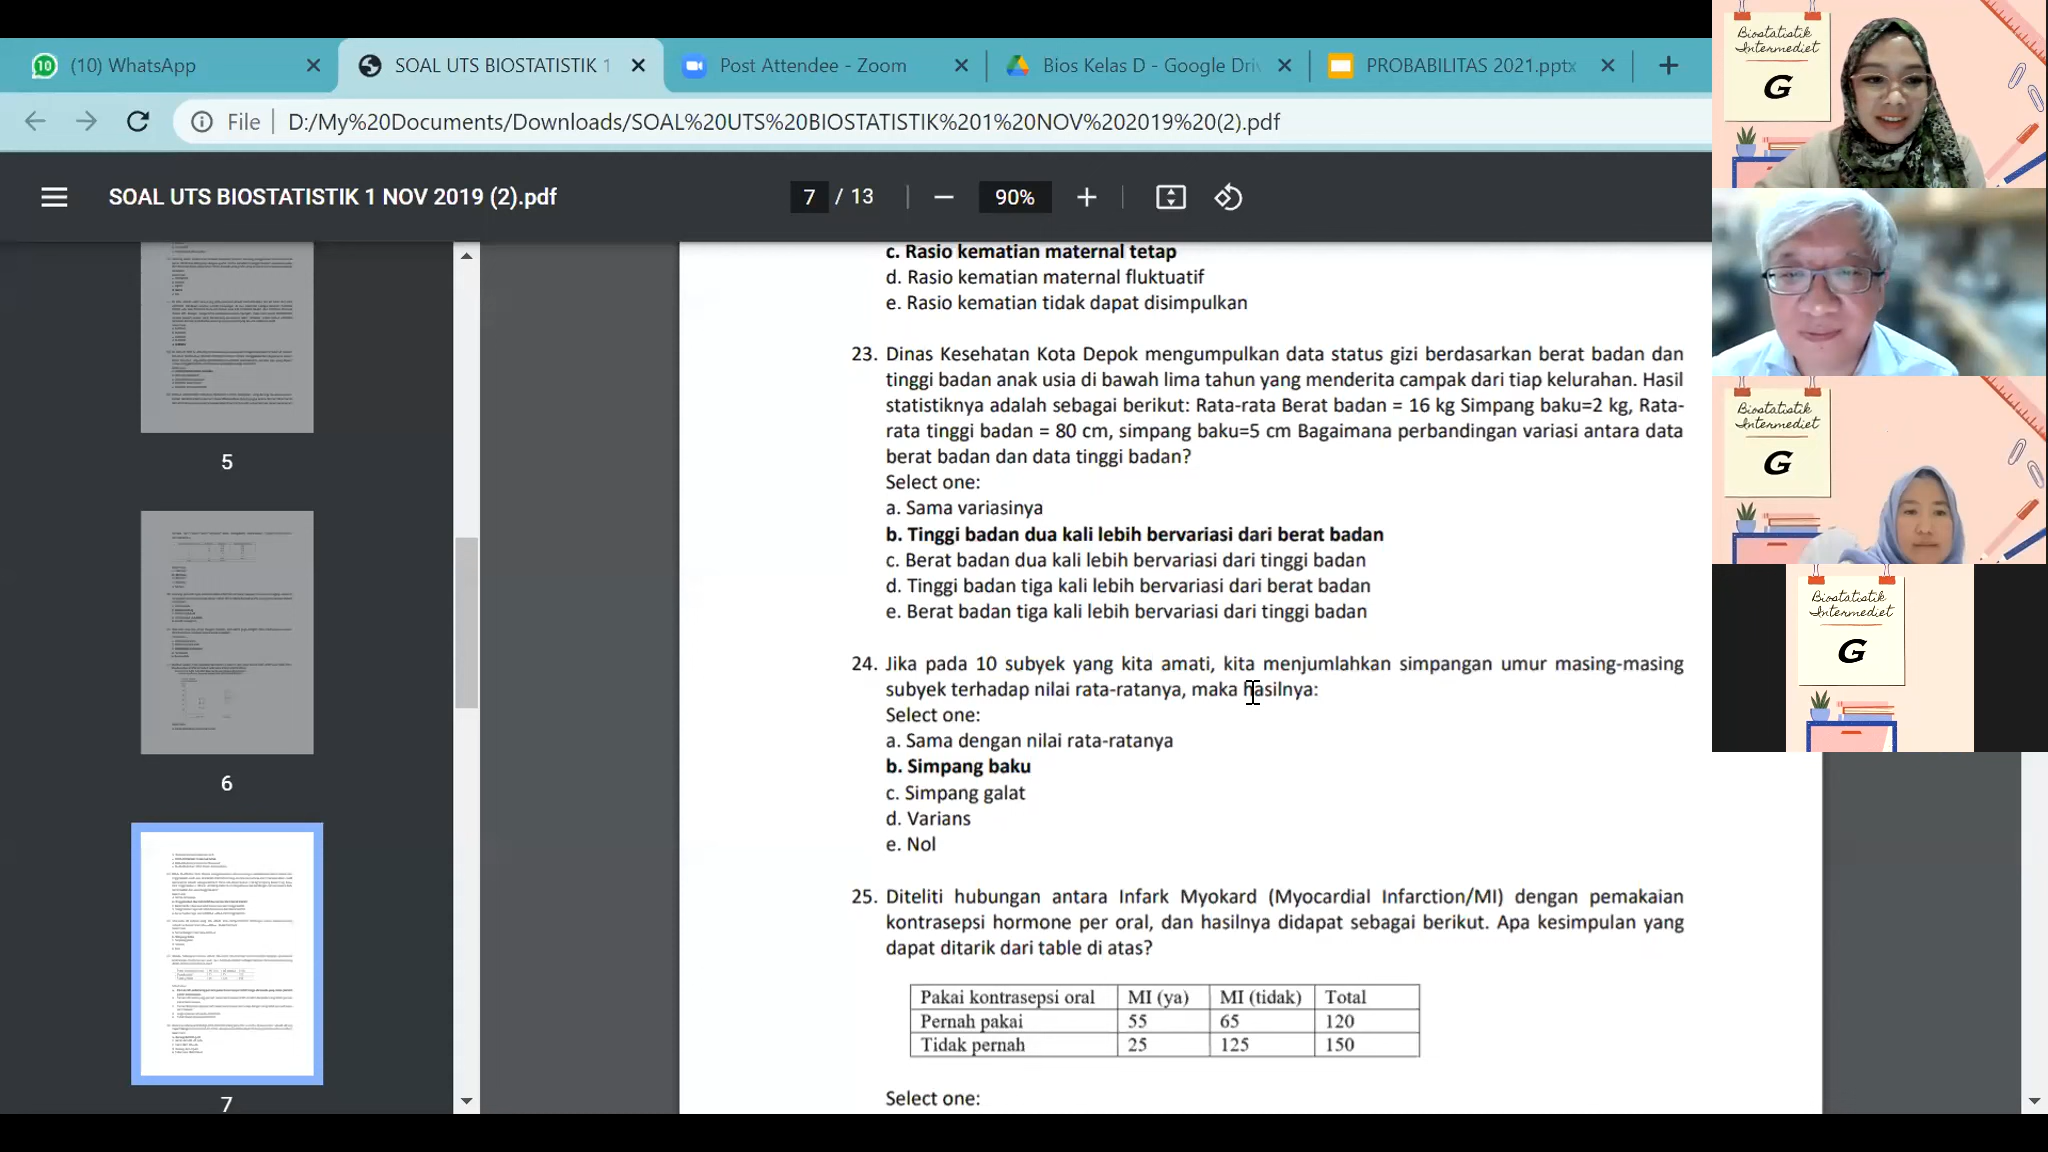 (10) WhatsApp
SOAL UTS BIOSTATISTIK 1
Post Attendee - Zoom
Bios Kelas D - Google Driv
PROBABILITAS 2021.pptx
File
D:/My%20Documents/Downloads/SOAL%20UTS%20BIOSTATISTIK%201%20NOV%202019%20(2).pdf
SOAL UTS BIOSTATISTIK 1 NOV 2019 (2).pdf
7 / 13
90%
5
6
7
c. Rasio kematian maternal tetap
d. Rasio kematian maternal fluktuatif
e. Rasio kematian tidak dapat disimpulkan
23. Dinas Kesehatan Kota Depok mengumpulkan data status gizi berdasarkan berat badan dan
tinggi badan anak usia di bawah lima tahun yang menderita campak dari tiap kelurahan. Hasil
statistiknya adalah sebagai berikut: Rata-rata Berat badan = 16 kg Simpang baku=2 kg, Rata-
rata tinggi badan = 80 cm, simpang baku=5 cm Bagaimana perbandingan variasi antara data
berat badan dan data tinggi badan?
Select one:
a. Sama variasinya
b. Tinggi badan dua kali lebih bervariasi dari berat badan
c. Berat badan dua kali lebih bervariasi dari tinggi badan
d. Tinggi badan tiga kali lebih bervariasi dari berat badan
e. Berat badan tiga kali lebih bervariasi dari tinggi badan
24. Jika pada 10 subyek yang kita amati, kita menjumlahkan simpangan umur masing-masing
subyek terhadap nilai rata-ratanya, maka hasilnya:
Select one:
a. Sama dengan nilai rata-ratanya
b. Simpang baku
c. Simpang galat
d. Varians
e. Nol
25. Diteliti hubungan antara Infark Myokard (Myocardial Infarction/MI) dengan pemakaian
kontrasepsi hormone per oral, dan hasilnya didapat sebagai berikut. Apa kesimpulan yang
dapat ditarik dari table di atas?
Pakai kontrasepsi oral MI (ya) MI (tidak) Total
Pernah pakai 55 65 120
Tidak pernah 25 125 150
Select one:
Biostatistik
Intermediet
G
Biostatistik
Intermediet
G
Biostatistik
Intermediet
G